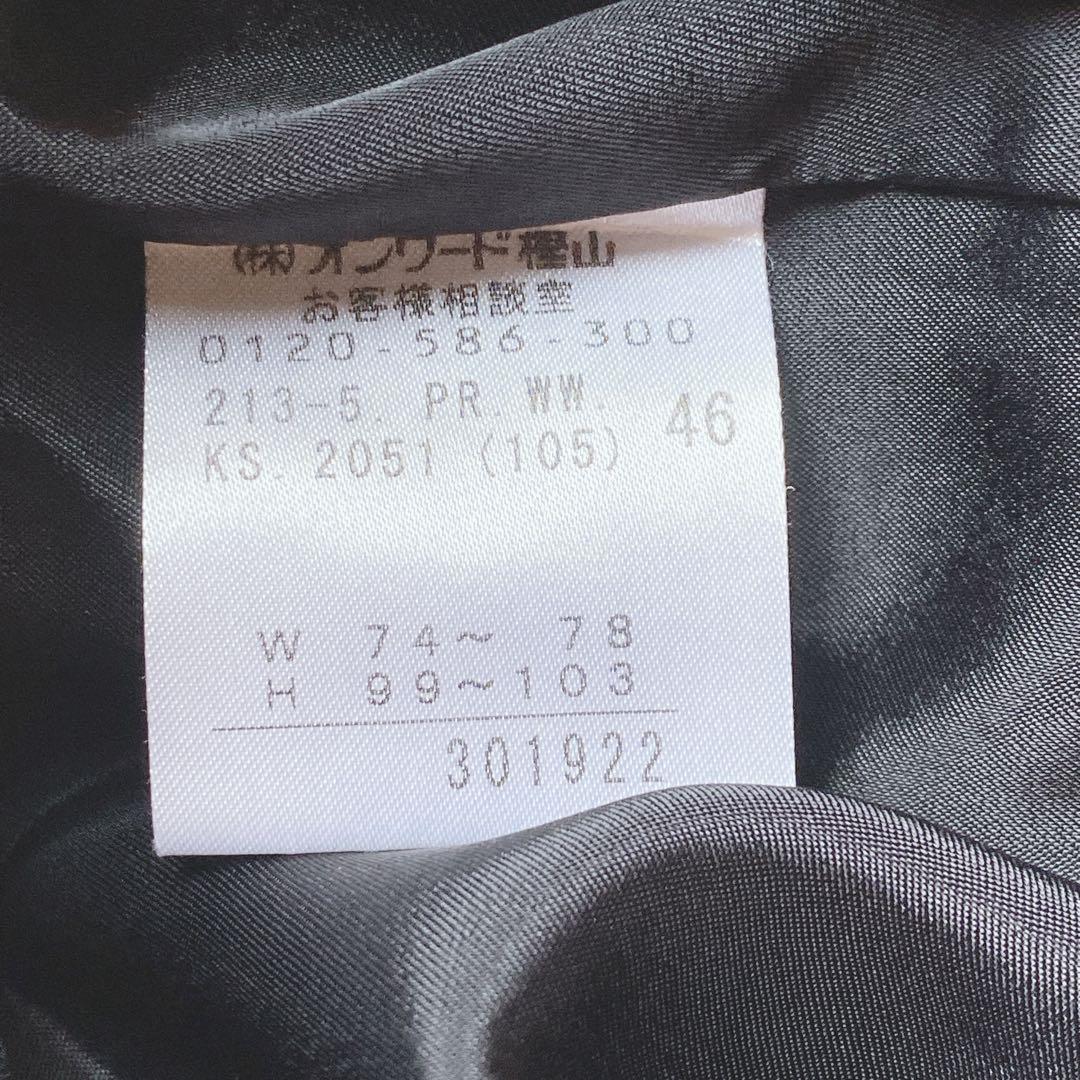 (株)オンワード樫山
お客様相談室
0120-586-300
213-5. PR. WW.
KS. 2051 (105) 46
W 74~ 78
H 99~103
301922